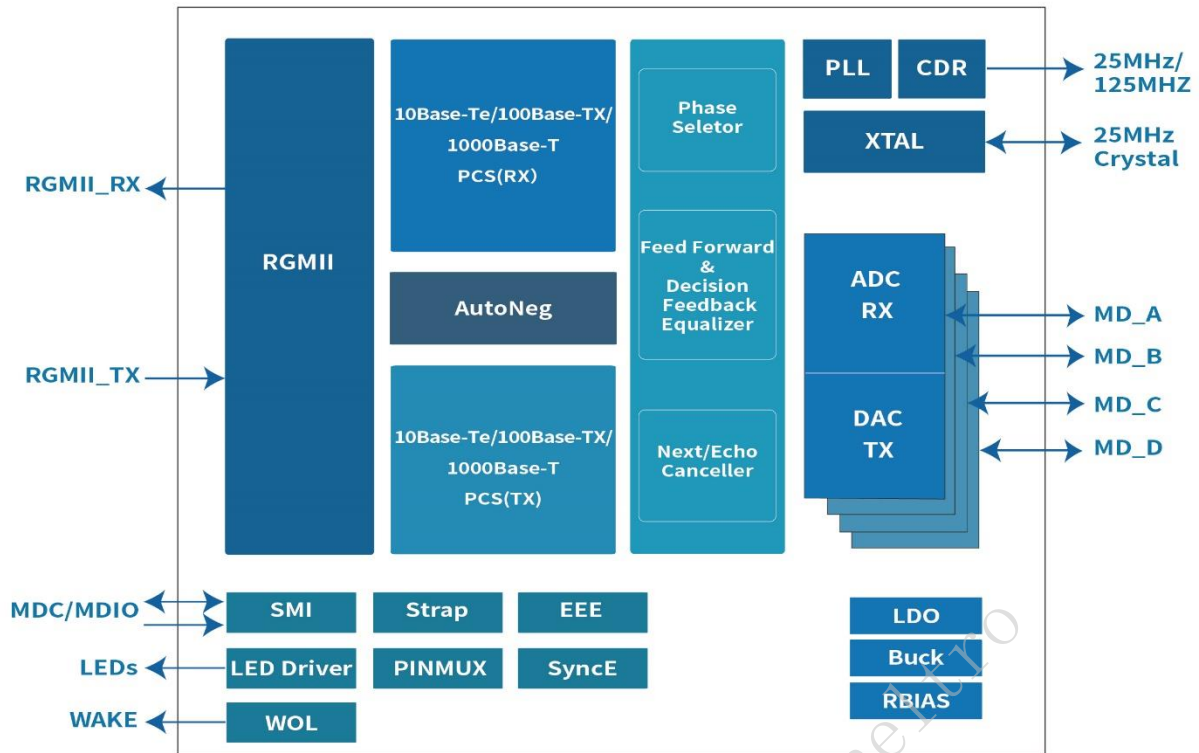 RGMII_RX
RGMII_TX
MDC/MDIO
LEDs
WAKE
RGMII
10Base-Te/100Base-TX/
1000Base-T
PCS(RX)
AutoNeg
10Base-Te/100Base-TX/
1000Base-T
PCS(TX)
Phase
Seletor
Feed Forward
&
Decision
Feedback
Equalizer
Next/Echo
Canceller
PLL
CDR
XTAL
25MHz/
125MHZ
25MHz
Crystal
ADC
RX
DAC
TX
MD_A
MD_B
MD_C
MD_D
SMI
Strap
EEE
LED Driver
PINMUX
SyncE
WOL
LDO
Buck
RBIAS